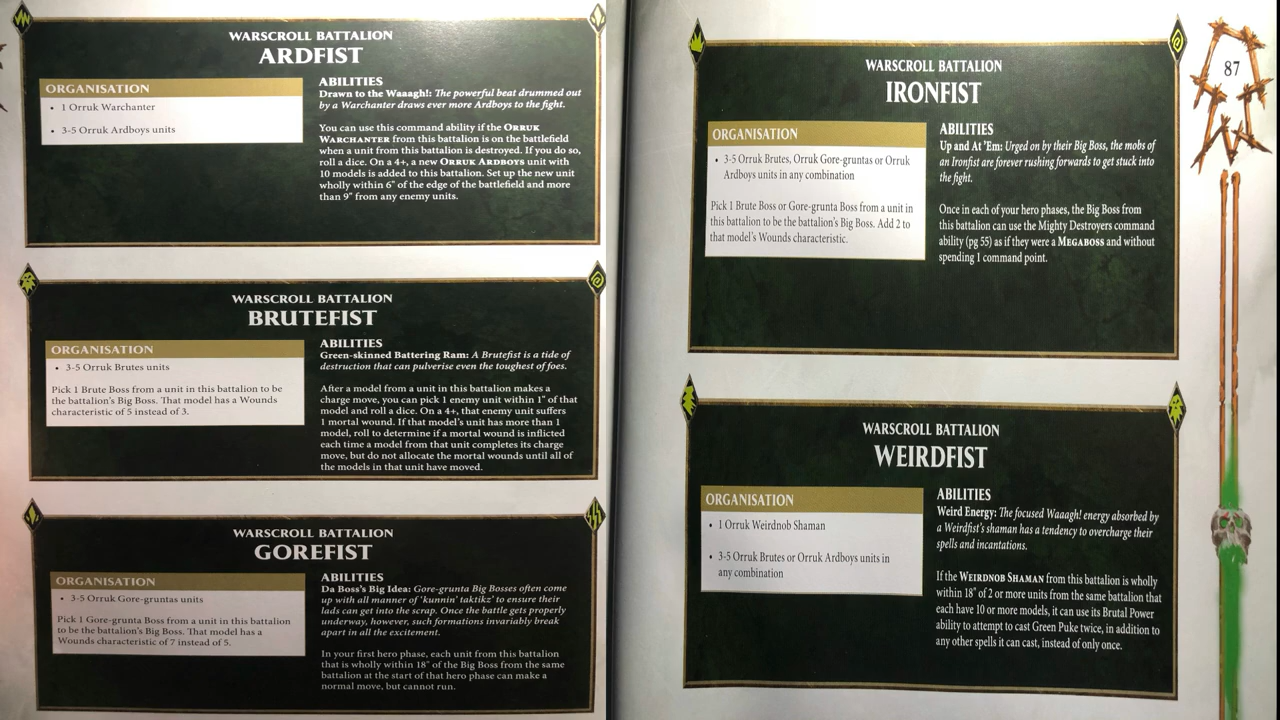 WARSCROLL BATTALION
ARDFIST
ORGANISATION
• 1 Orruk Warchanter
• 3-5 Orruk Ardboys units
ABILITIES
Drawn to the Waaagh!: The powerful beat drummed out
by a Warchanter draws ever more Ardboys to the fight.
You can use this command ability if the ORRUK
WARCHANTER from this battalion is on the battlefield
when a unit from this battalion is destroyed. If you do so,
roll a dice. On a 4+, a new ORRUK ARDBOYS unit with
10 models is added to this battalion. Set up the new unit
wholly within 6" of the edge of the battlefield and more
than 9" from any enemy units.
WARSCROLL BATTALION
BRUTEFIST
ORGANISATION
• 3-5 Orruk Brutes units
Pick 1 Brute Boss from a unit in this battalion to be
the battalion's Big Boss. That model has a Wounds
characteristic of 5 instead of 3.
ABILITIES
Green-skinned Battering Ram: A Brutefist is a tide of
destruction that can pulverise even the toughest of foes.
After a model from a unit in this battalion makes a
charge move, you can pick 1 enemy unit within 1" of that
model and roll a dice. On a 4+, that enemy unit suffers
1 mortal wound. If that model's unit has more than 1
model, roll to determine if a mortal wound is inflicted
each time a model from that unit completes its charge
move, but do not allocate the mortal wounds until all of
the models in that unit have moved.
WARSCROLL BATTALION
GOREFIST
ORGANISATION
• 3-5 Orruk Gore-gruntas units
Pick 1 Gore-grunta Boss from a unit in this battalion
to be the battalion's Big Boss. That model has a
Wounds characteristic of 7 instead of 5.
ABILITIES
Da Boss's Big Idea: Gore-grunta Big Bosses often come
up with all manner of 'kunnin' taktikz' to ensure their
lads can get into the scrap. Once the battle gets properly
underway, however, such formations invariably break
apart in all the excitement.
In your first hero phase, each unit from this battalion
that is wholly within 18" of the Big Boss from the same
battalion at the start of that hero phase can make a
normal move, but cannot run.
87
WARSCROLL BATTALION
IRONFIST
ORGANISATION
• 3-5 Orruk Brutes, Orruk Gore-gruntas or Orruk
Ardboys units in any combination
Pick 1 Brute Boss or Gore-grunta Boss from a unit in
this battalion to be the battalion's Big Boss. Add 2 to
that model's Wounds characteristic.
ABILITIES
Up and At 'Em: Urged on by their Big Boss, the mobs of
an Ironfist are forever rushing forwards to get stuck into
the fight.
Once in each of your hero phases, the Big Boss from
this battalion can use the Mighty Destroyers command
ability (pg 55) as if they were a MEGABOSS and without
spending 1 command point.
WARSCROLL BATTALION
WEIRDFIST
ORGANISATION
• 1 Orruk Weirdnob Shaman
• 3-5 Orruk Brutes or Orruk Ardboys units in
any combination
ABILITIES
Weird Energy: The focused Waaagh! energy absorbed by
a Weirdfist's shaman has a tendency to overcharge their
spells and incantations.
If the WEIRDNOB SHAMAN from this battalion is wholly
within 18" of 2 or more units from the same battalion that
each have 10 or more models, it can use its Brutal Power
ability to attempt to cast Green Puke twice, in addition to
any other spells it can cast, instead of only once.